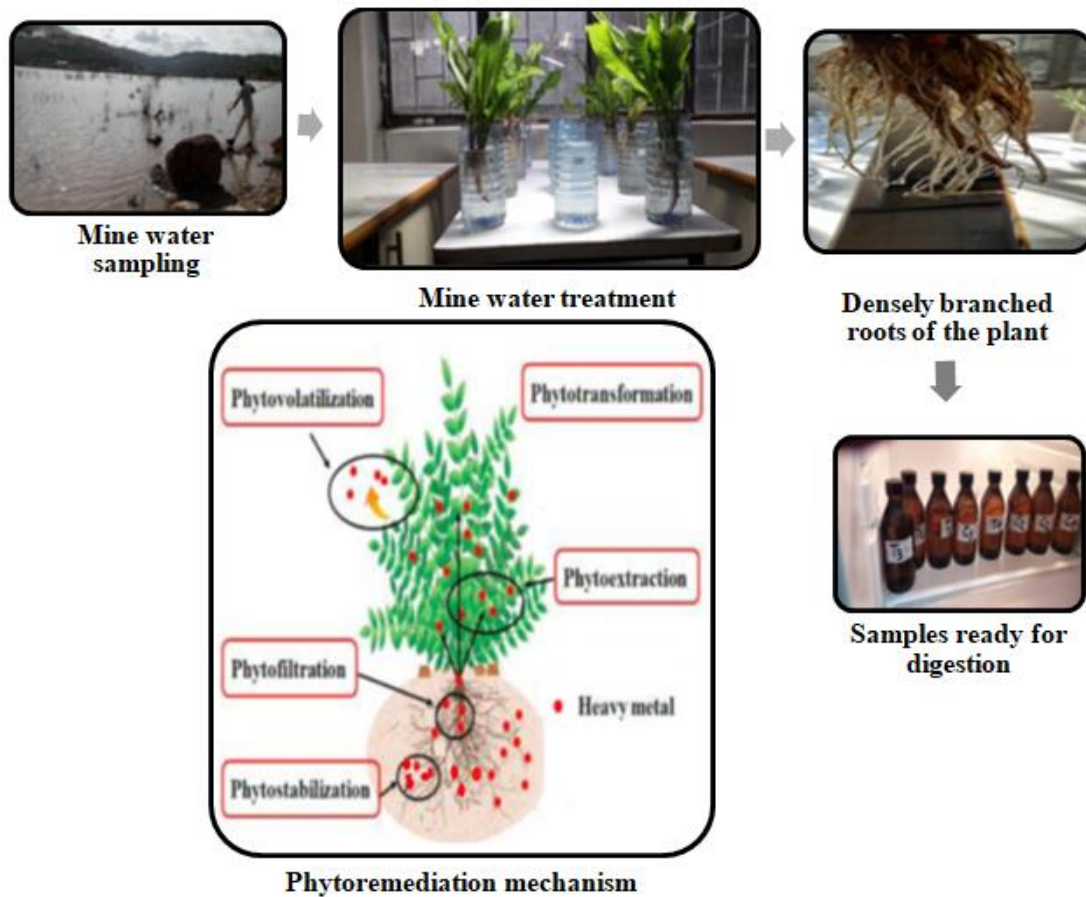 Mine water
sampling
Mine water treatment
Densely branched
roots of the plant
Phytovolatilization
Phytotransformation
Phytoextraction
Phytofiltration
Heavy metal
Phytostabilization
Samples ready for
digestion
Phytoremediation mechanism